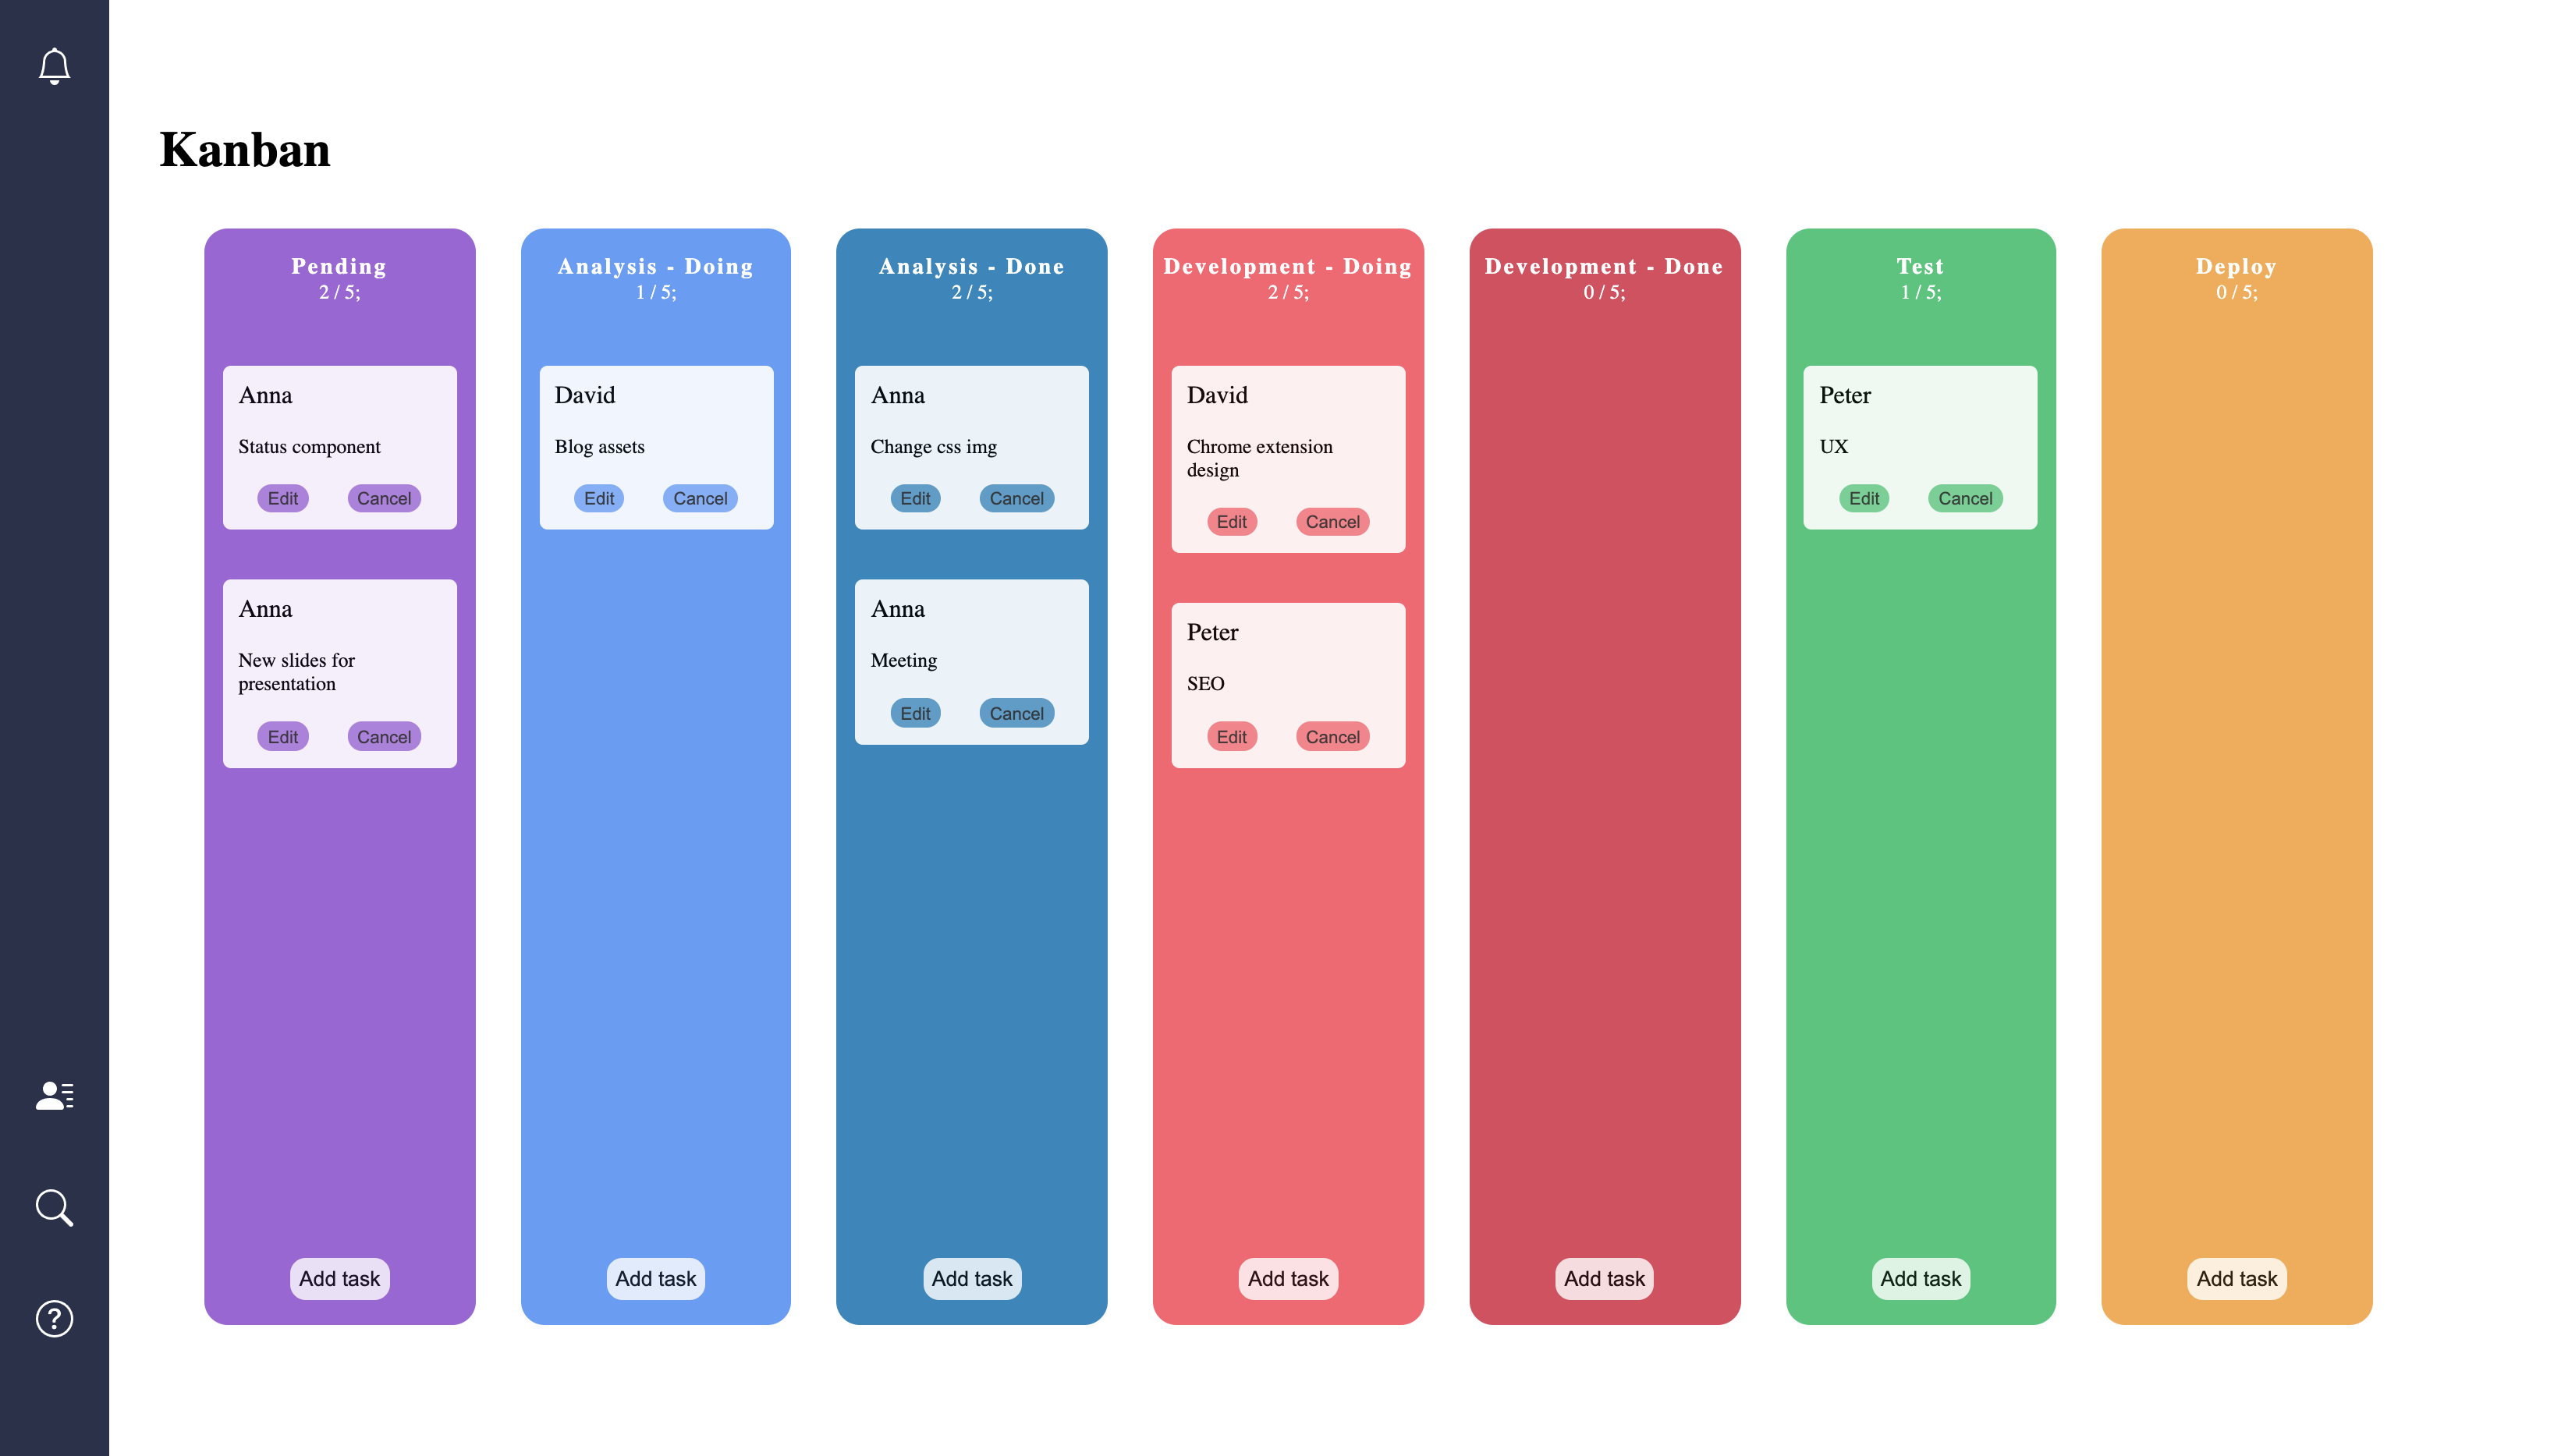 Kanban
Pending
2 / 5;
Anna
Status component
Edit Cancel
Anna
New slides for
presentation
Edit Cancel
Add task
Analysis - Doing
1 / 5;
David
Blog assets
Edit Cancel
Add task
Analysis - Done
2 / 5;
Anna
Change css img
Edit Cancel
Anna
Meeting
Edit Cancel
Add task
Development - Doing
2 / 5;
David
Chrome extension
design
Edit Cancel
Peter
SEO
Edit Cancel
Add task
Development - Done
0 / 5;
Add task
Test
1 / 5;
Peter
UX
Edit Cancel
Add task
Deploy
0 / 5;
Add task